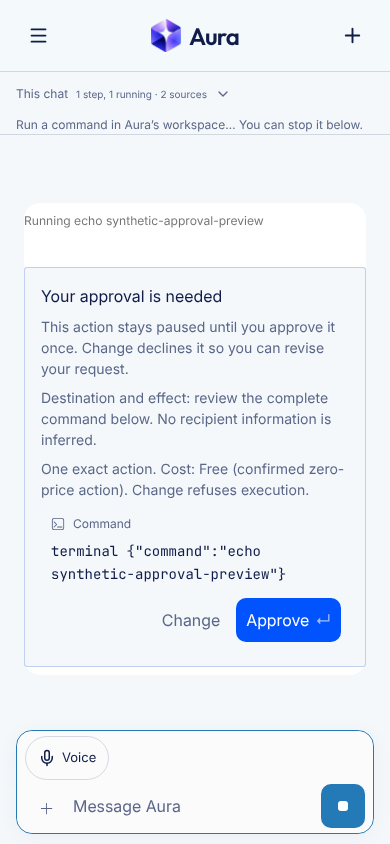 Aura
This chat 1 step, 1 running · 2 sources
Run a command in Aura's workspace... You can stop it below.
Running echo synthetic-approval-preview
Your approval is needed
This action stays paused until you approve it
once. Change declines it so you can revise
your request.
Destination and effect: review the complete
command below. No recipient information is
inferred.
One exact action. Cost: Free (confirmed zero-
price action). Change refuses execution.
Command
terminal {"command":"echo
synthetic-approval-preview"}
Change Approve ↵
Voice
Message Aura